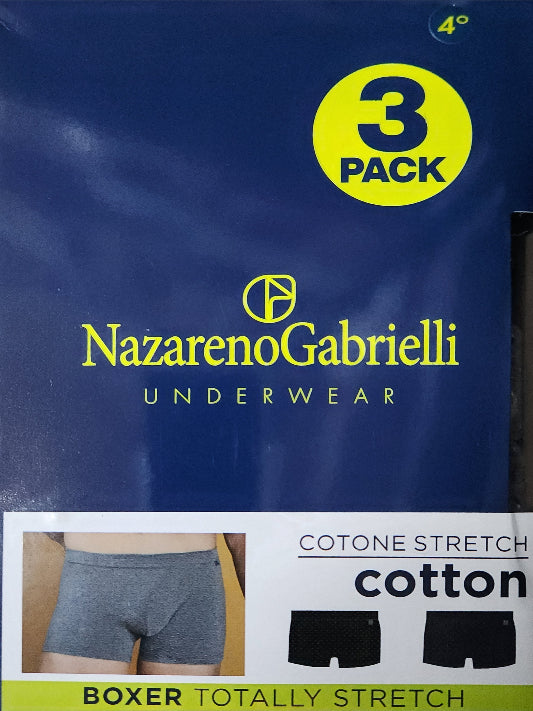 4°
3
PACK
NazarenoGabrielli
UNDERWEAR
COTONE STRETCH
cotton
BOXER TOTALLY STRETCH